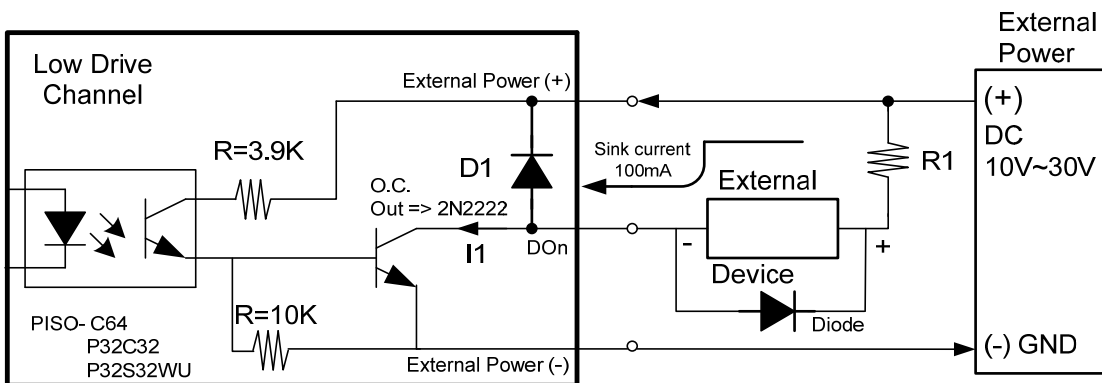 Low Drive
Channel
External Power (+)
R=3.9K
D1
O.C.
Out => 2N2222
I1
DOn
R=10K
PISO- C64
P32C32
P32S32WU
External Power (-)
Sink current
100mA
External
-
+
Device
Diode
R1
External
Power
(+)
DC
10V~30V
(-) GND